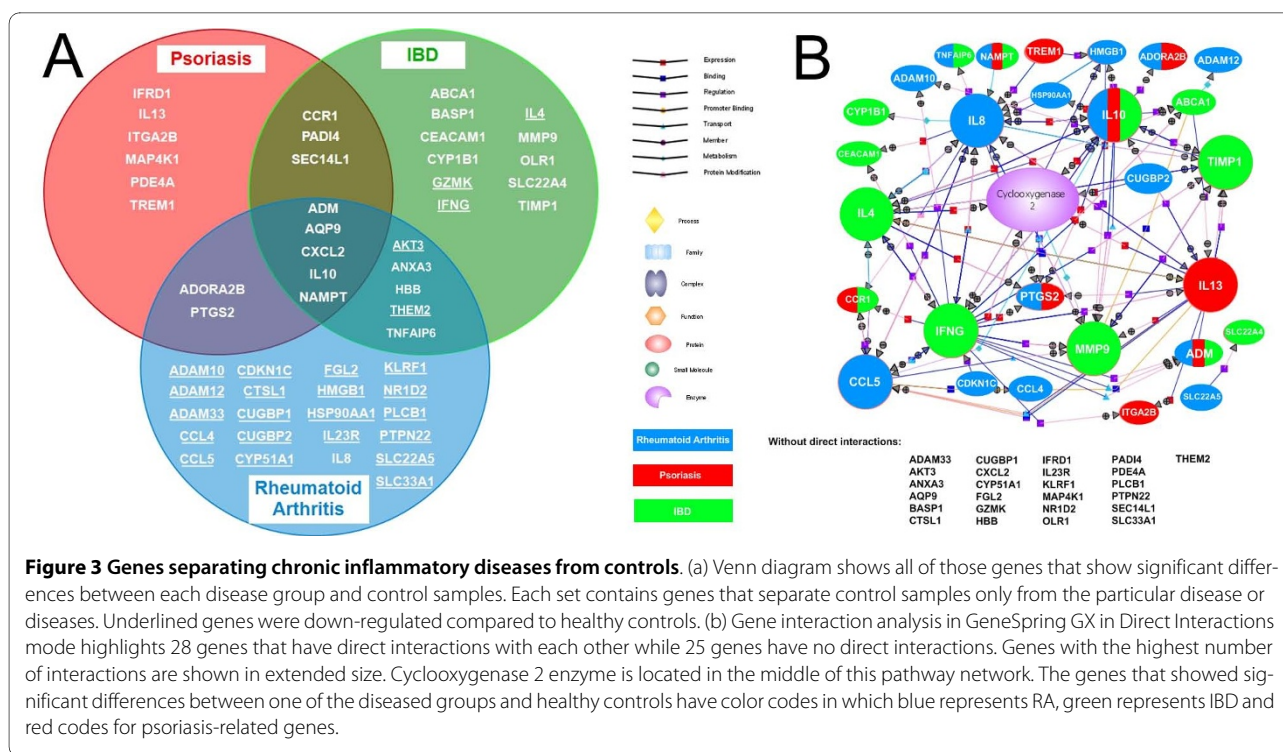 A
Psoriasis
IBD
IFRD1
IL13
ITGA2B
MAP4K1
PDE4A
TREM1
CCR1
PADI4
SEC14L1
ABCA1
BASP1
CEACAM1
CYP1B1
GZMK
IFNG
IL4
MMP9
OLR1
SLC22A4
TIMP1
ADM
AQP9
CXCL2
IL10
NAMPT
ADORA2B
PTGS2
AKT3
ANXA3
HBB
THEM2
TNFAIP6
ADAM10 CDKN1C FGL2 KLRF1
ADAM12 CTSL1 HMGB1 NR1D2
ADAM33 CUGBP1 HSP90AA1 PLCB1
CCL4 CUGBP2 IL23R PTPN22
CCL5 CYP51A1 IL8 SLC22A5
SLC33A1
Rheumatoid
Arthritis
Expression
Binding
Regulation
Promoter Binding
Transport
Member
Metabolism
Protein Modification
Process
Family
Complex
Function
Protein
Small Molecule
Enzyme
Rheumatoid Arthritis
Psoriasis
IBD
B
TNFAIP6
NAMPT
TREM1
HMGB1
ADORA2B
ADAM12
ADAM10
HSP90AA1
CYP1B1
IL8
IL10
ABCA1
CEACAM1
TIMP1
Cyclooxygenase
2
CUGBP2
IL4
IL13
CCR1
PTGS2
IFNG
MMP9
SLC22A4
ADM
CCL5
CDKN1C
CCL4
SLC22A5
ITGA2B
Without direct interactions:
ADAM33 CUGBP1 IFRD1 PADI4 THEM2
AKT3 CXCL2 IL23R PDE4A
ANXA3 CYP51A1 KLRF1 PLCB1
AQP9 FGL2 MAP4K1 PTPN22
BASP1 GZMK NR1D2 SEC14L1
CTSL1 HBB OLR1 SLC33A1
Figure 3 Genes separating chronic inflammatory diseases from controls. (a) Venn diagram shows all of those genes that show significant differ-
ences between each disease group and control samples. Each set contains genes that separate control samples only from the particular disease or
diseases. Underlined genes were down-regulated compared to healthy controls. (b) Gene interaction analysis in GeneSpring GX in Direct Interactions
mode highlights 28 genes that have direct interactions with each other while 25 genes have no direct interactions. Genes with the highest number
of interactions are shown in extended size. Cyclooxygenase 2 enzyme is located in the middle of this pathway network. The genes that showed sig-
nificant differences between one of the diseased groups and healthy controls have color codes in which blue represents RA, green represents IBD and
red codes for psoriasis-related genes.